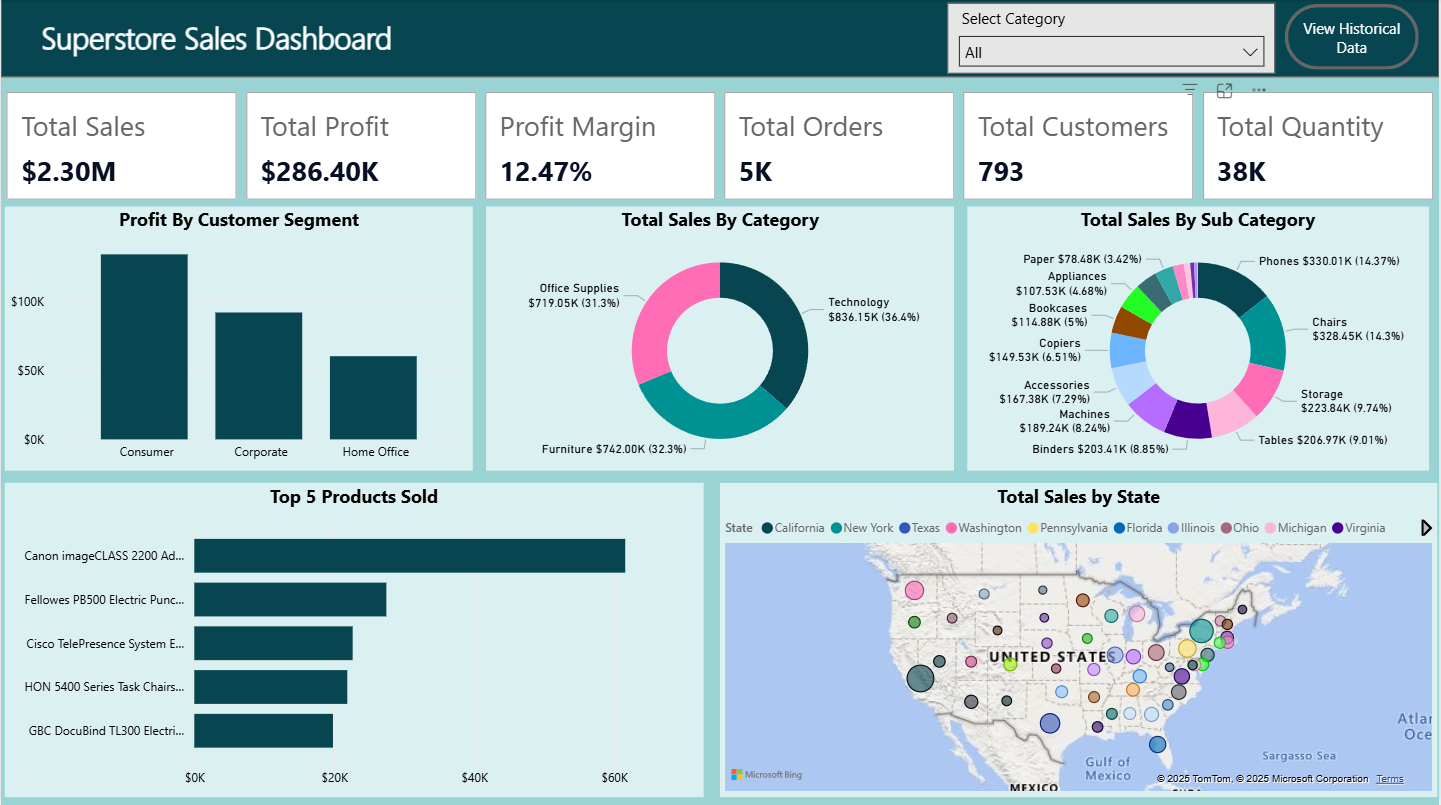 Superstore Sales Dashboard
Select Category
All
View Historical
Data
Total Sales
$2.30M
Total Profit
$286.40K
Profit Margin
12.47%
Total Orders
5K
Total Customers
793
Total Quantity
38K
Profit By Customer Segment
$100K
$50K
$0K
Consumer
Corporate
Home Office
Total Sales By Category
Office Supplies
$719.05K (31.3%)
Technology
$836.15K (36.4%)
Furniture $742.00K (32.3%)
Total Sales By Sub Category
Paper $78.48K (3.42%)
Appliances
$107.53K (4.68%)
Bookcases
$114.88K (5%)
Copiers
$149.53K (6.51%)
Accessories
$167.38K (7.29%)
Machines
$189.24K (8.24%)
Binders $203.41K (8.85%)
Phones $330.01K (14.37%)
Chairs
$328.45K (14.3%)
Storage
$223.84K (9.74%)
Tables $206.97K (9.01%)
Top 5 Products Sold
Canon imageCLASS 2200 Ad...
Fellowes PB500 Electric Punc...
Cisco TelePresence System E...
HON 5400 Series Task Chairs...
GBC DocuBind TL300 Electri...
$0K
$20K
$40K
$60K
Total Sales by State
State California New York Texas Washington Pennsylvania Florida Illinois Ohio Michigan Virginia
UNITED STATES
Atlan
Oce
Sargasso Sea
Gulf of
Mexico
MEXICO
Microsoft Bing
© 2025 TomTom, © 2025 Microsoft Corporation Terms